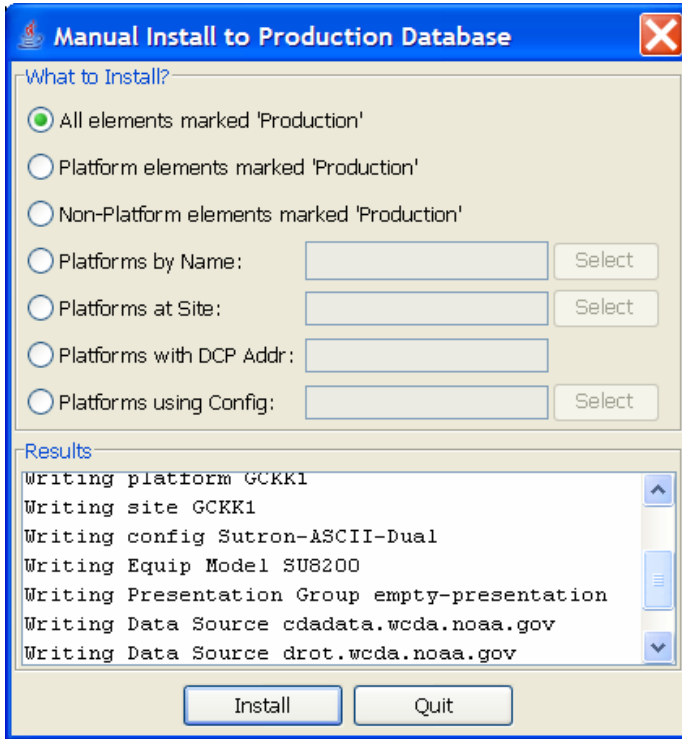 Manual Install to Production Database
What to Install?
All elements marked 'Production'
Platform elements marked 'Production'
Non-Platform elements marked 'Production'
Platforms by Name: Select
Platforms at Site: Select
Platforms with DCP Addr:
Platforms using Config: Select
Results
Writing platform GCKK1
Writing site GCKK1
Writing config Sutron-ASCII-Dual
Writing Equip Model SU8200
Writing Presentation Group empty-presentation
Writing Data Source cdadata.wcda.noaa.gov
Writing Data Source drot.wcda.noaa.gov
Install Quit